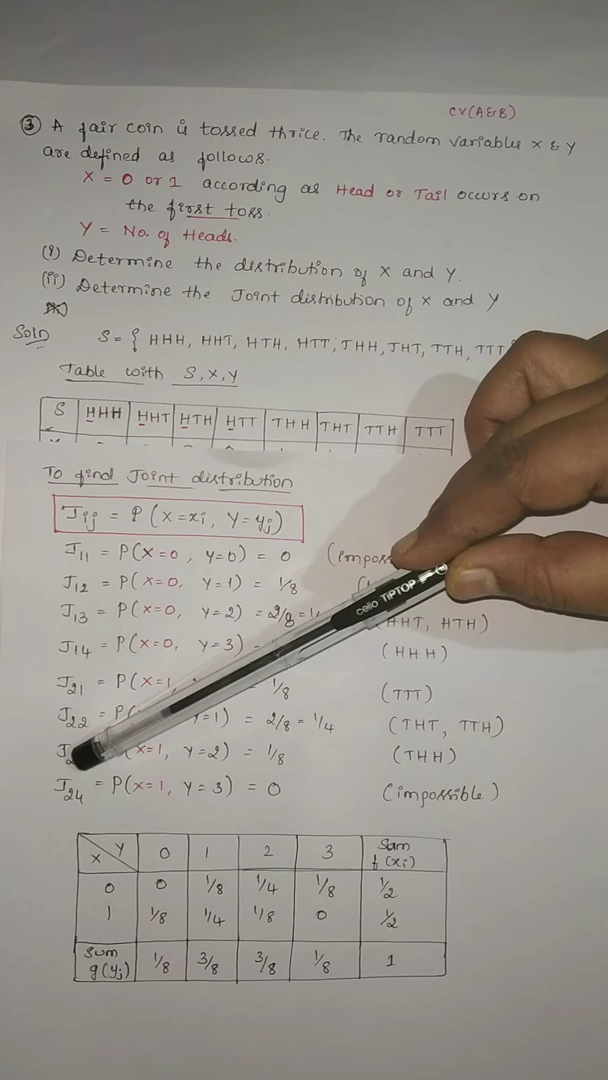 CV(A&B)
③ A fair coin is tossed thrice. The random variables X & Y
are defined as follows.
X = 0 or 1 according as Head or Tail occurs on
the first toss.
Y = No. of Heads.
(i) Determine the distribution of X and Y.
(ii) Determine the Joint distribution of X and Y
Soln S = { HHH, HHT, HTH, HTT, THH, THT, TTH, TTT
Table with S, X, Y
S HHH HHT HTH HTT THH THT TTH TTT
To find Joint distribution
Jij = P(X=xi, Y=yj)
J11 = P(X=0, Y=0) = 0 (
J12 = P(X=0, Y=1) = 1/8
J13 = P(X=0, Y=2) = 2/8 = HHT, HTH)
cello TIPTOP
J14 = P(X=0, Y=3) (HHH)
J21 = P(X=1, 1/8 (TTT)
J22 = Y=1) = 2/8 = 1/4 (THT, TTH)
X=1, Y=2) = 1/8 (THH)
J24 = P(X=1, Y=3) = 0 (impossible)
X Y 0 1 2 3 Sum f(xi)
0 0 1/8 1/4 1/8 1/2
1 1/8 1/4 1/8 0 1/2
Sum g(yj) 1/8 3/8 3/8 1/8 1